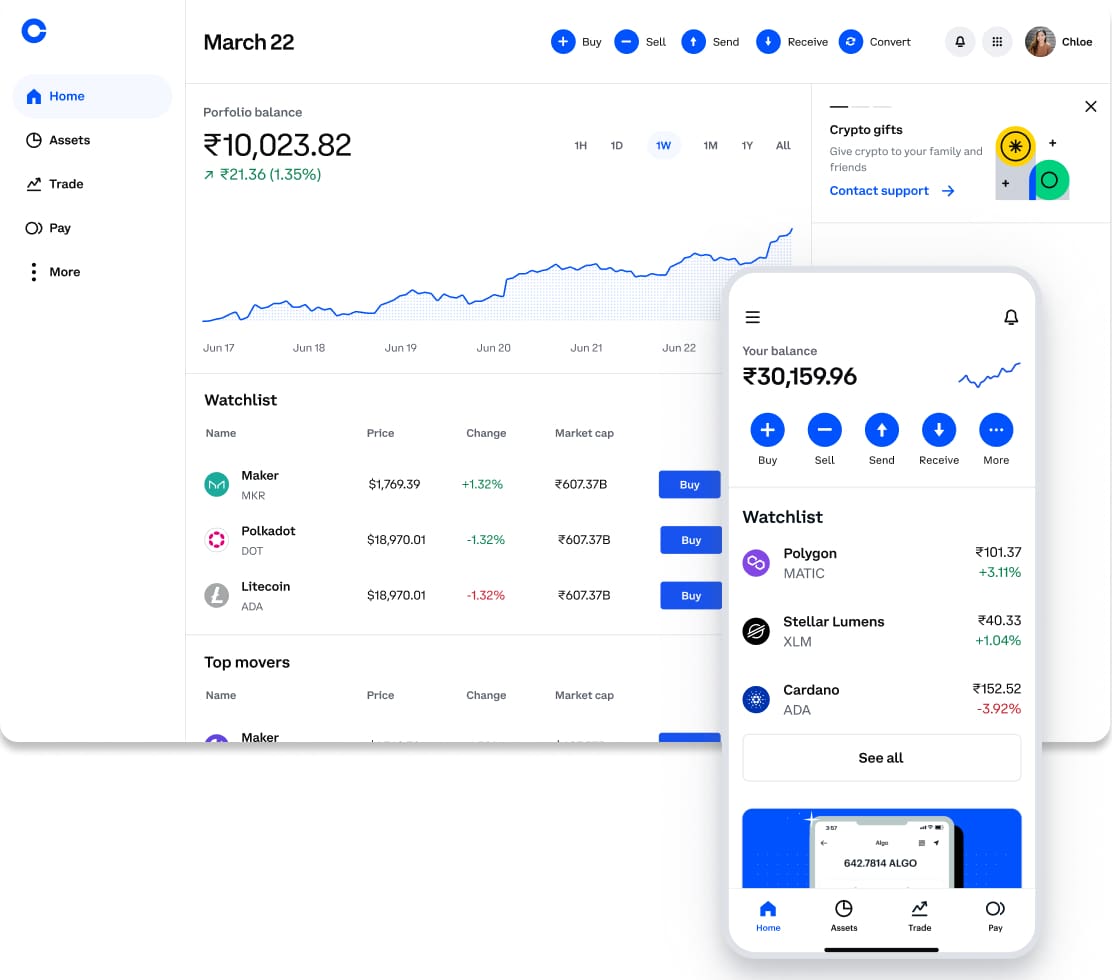 March 22
Buy
Sell
Send
Receive
Convert
Chloe
Home
Assets
Trade
Pay
More
Porfolio balance
₹10,023.82
₹21.36 (1.35%)
1H 1D 1W 1M 1Y All
Jun 17 Jun 18 Jun 19 Jun 20 Jun 21 Jun 22
Crypto gifts
Give crypto to your family and
friends
Contact support
Watchlist
Name Price Change Market cap
Maker
MKR
$1,769.39 +1.32% ₹607.37B Buy
Polkadot
DOT
$18,970.01 -1.32% ₹607.37B Buy
Litecoin
ADA
$18,970.01 -1.32% ₹607.37B Buy
Top movers
Name Price Change Market cap
Maker
Your balance
₹30,159.96
Buy Sell Send Receive More
Watchlist
Polygon
MATIC
₹101.37
+3.11%
Stellar Lumens
XLM
₹40.33
+1.04%
Cardano
ADA
₹152.52
-3.92%
See all
3:57
Algo
642.7814 ALGO
Home Assets Trade Pay